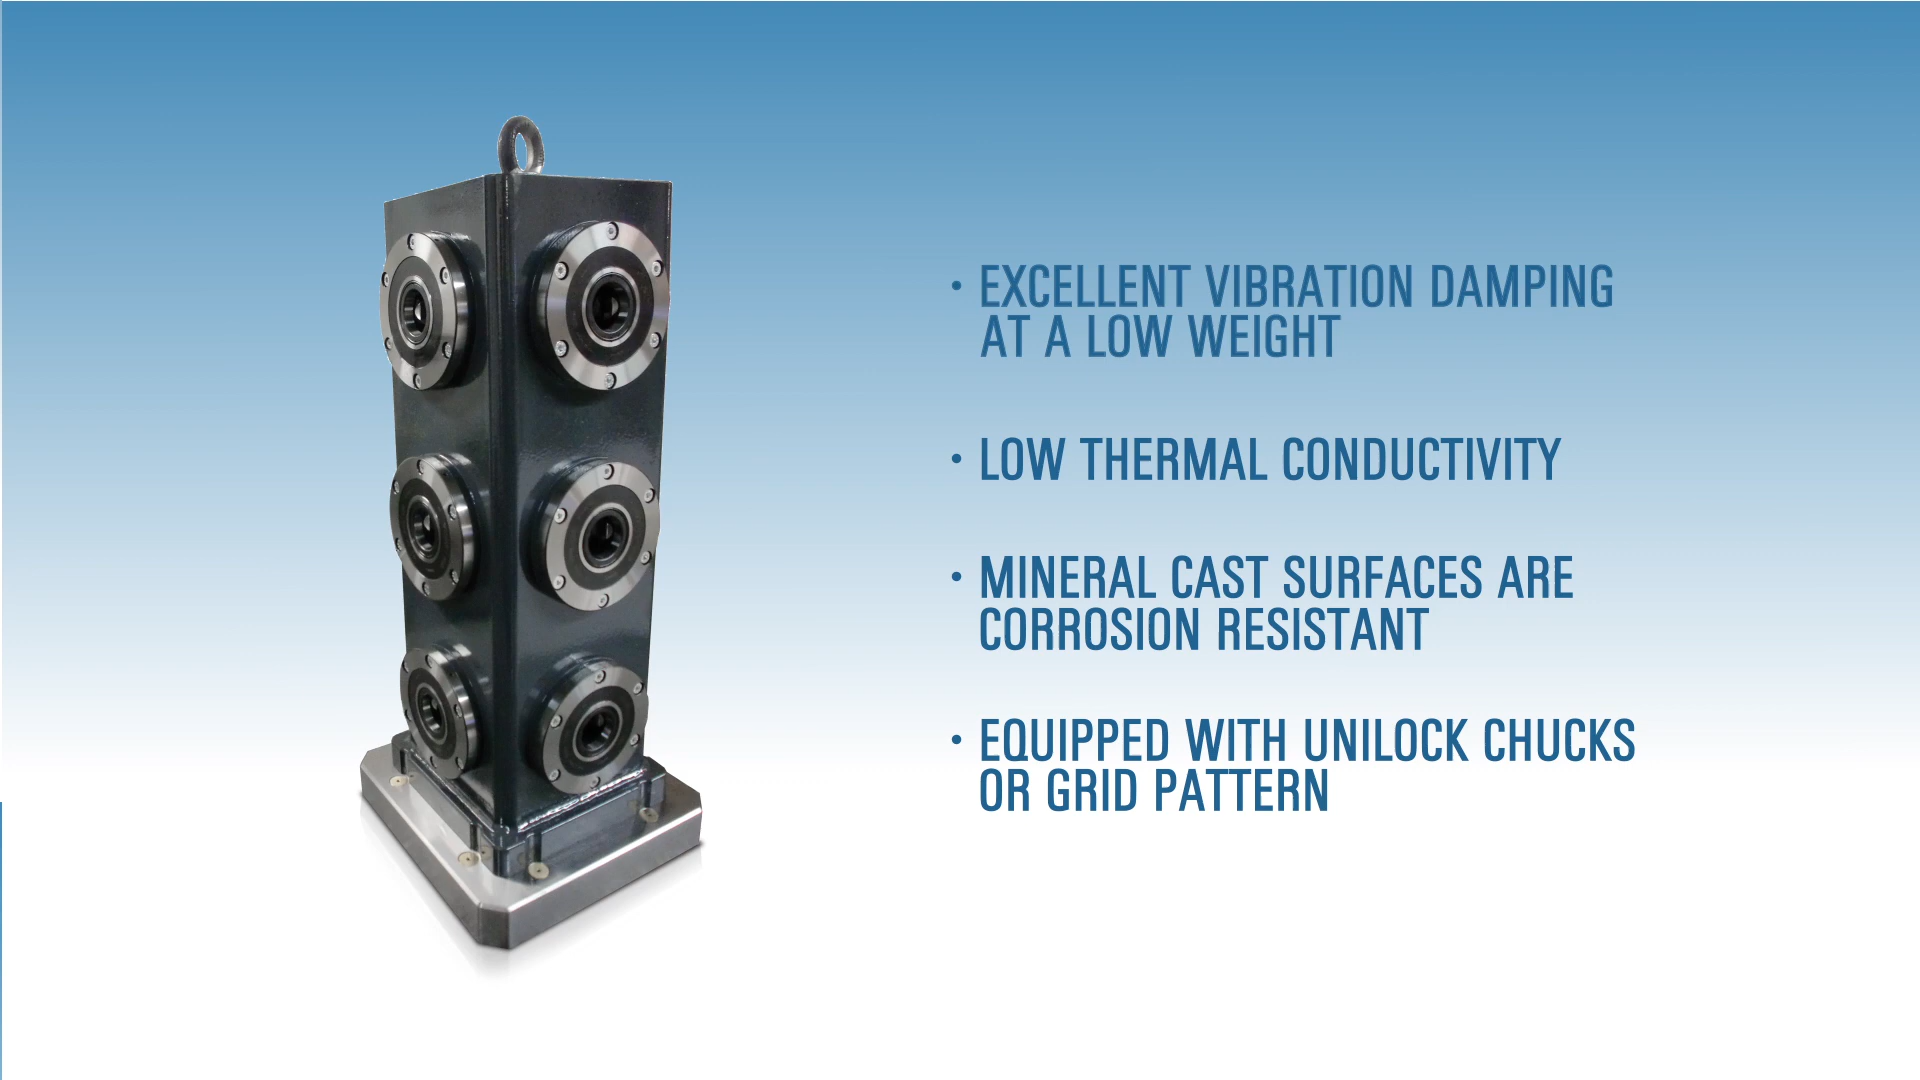 · EXCELLENT VIBRATION DAMPING
AT A LOW WEIGHT
· LOW THERMAL CONDUCTIVITY
· MINERAL CAST SURFACES ARE
CORROSION RESISTANT
· EQUIPPED WITH UNILOCK CHUCKS
OR GRID PATTERN